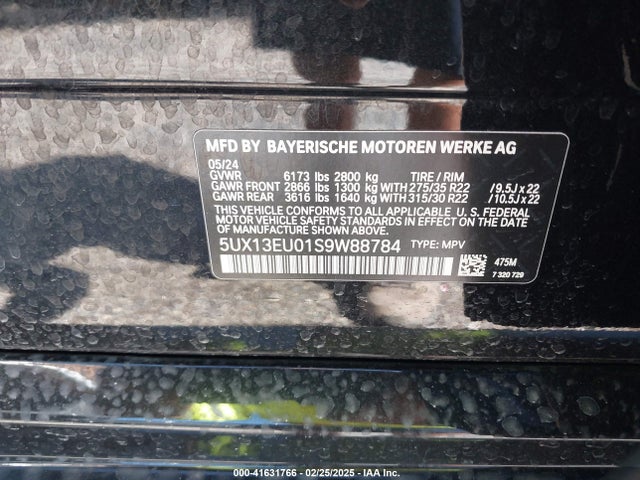 MFD BY BAYERISCHE MOTOREN WERKE AG
05/24
GVWR 6173 lbs 2800 kg TIRE / RIM
GAWR FRONT 2866 lbs 1300 kg WITH 275/35 R22 / 9.5J x 22
GAWR REAR 3616 lbs 1640 kg WITH 315/30 R22 / 10.5J x 22
THIS VEHICLE CONFORMS TO ALL APPLICABLE U.S. FEDERAL
MOTOR VEHICLE SAFETY AND THEFT PREVENTION STANDARDS
IN EFFECT ON THE DATE OF MANUFACTURE SHOWN ABOVE.
5UX13EU01S9W88784 TYPE: MPV
475M
7 320 729
000-41631766 - 02/25/2025 - IAA Inc.